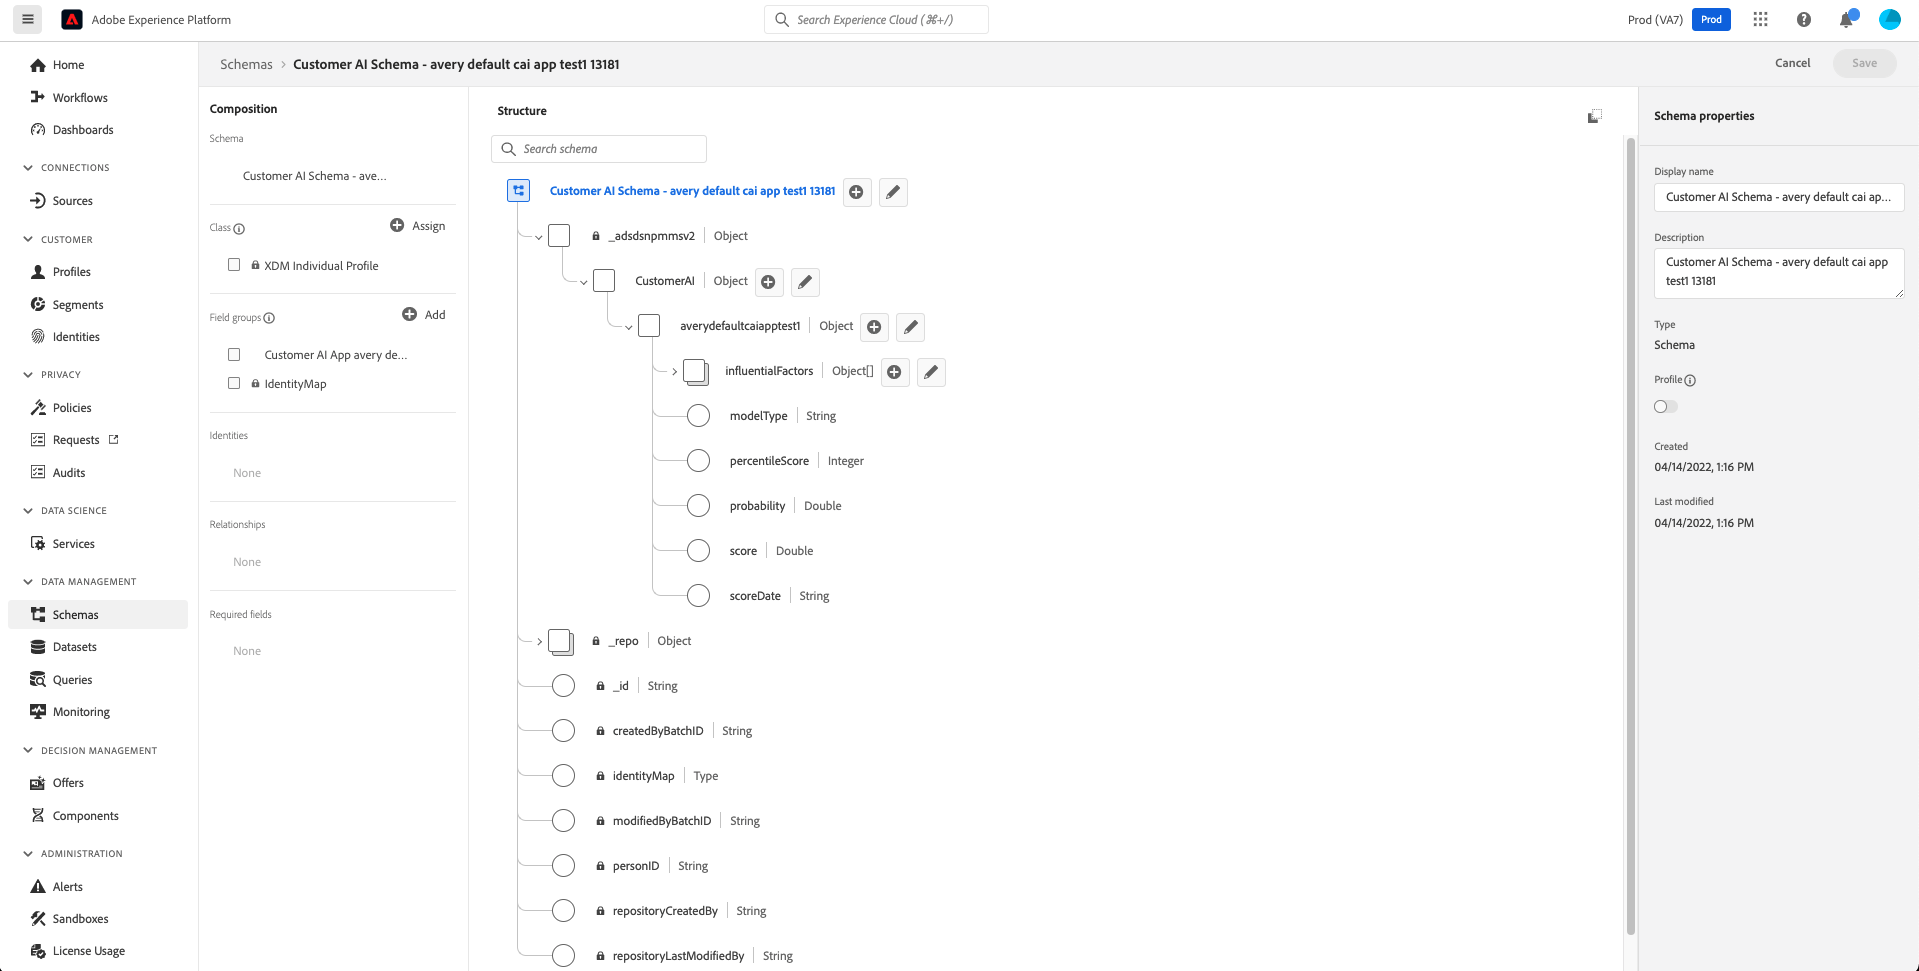 Adobe Experience Platform
Search Experience Cloud (⌘+/)
Prod (VA7)
Prod
Home
Workflows
Dashboards
CONNECTIONS
Sources
CUSTOMER
Profiles
Segments
Identities
PRIVACY
Policies
Requests
Audits
DATA SCIENCE
Services
DATA MANAGEMENT
Schemas
Datasets
Queries
Monitoring
DECISION MANAGEMENT
Offers
Components
ADMINISTRATION
Alerts
Sandboxes
License Usage
Schemas > Customer AI Schema - avery default cai app test1 13181
Cancel
Save
Composition
Schema
Customer AI Schema - ave...
Class
Assign
XDM Individual Profile
Field groups
Add
Customer AI App avery de...
IdentityMap
Identities
None
Relationships
None
Required fields
None
Structure
Search schema
Customer AI Schema - avery default cai app test1 13181
_adsdsnpmmsv2 | Object
CustomerAI | Object
averydefaultcaiapptest1 | Object
influentialFactors | Object[]
modelType | String
percentileScore | Integer
probability | Double
score | Double
scoreDate | String
_repo | Object
_id | String
createdByBatchID | String
identityMap | Type
modifiedByBatchID | String
personID | String
repositoryCreatedBy | String
repositoryLastModifiedBy | String
Schema properties
Display name
Customer AI Schema - avery default cai ap...
Description
Customer AI Schema - avery default cai app
test1 13181
Type
Schema
Profile
Created
04/14/2022, 1:16 PM
Last modified
04/14/2022, 1:16 PM